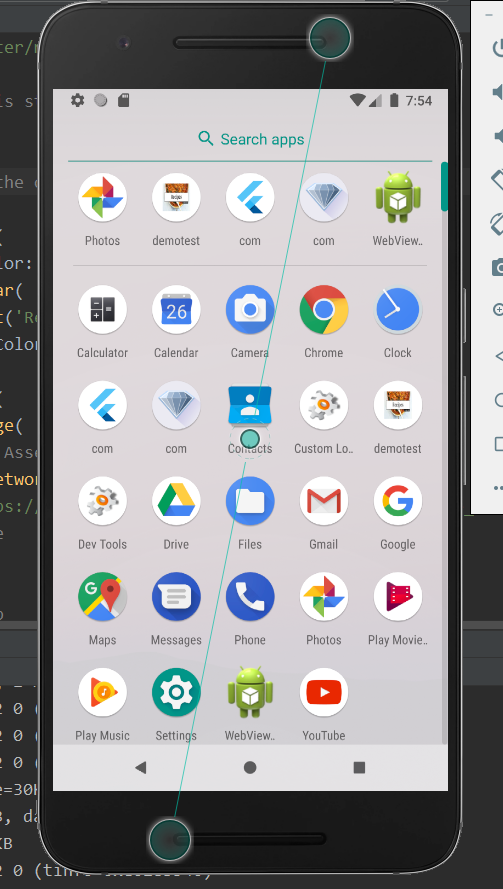 7:54
Search apps
Photos
demotest
com
com
WebView..
Calculator
26
Calendar
Camera
Chrome
Clock
com
com
Contacts
Custom Lo..
demotest
Dev Tools
Drive
Files
Gmail
Google
Maps
Messages
Phone
Photos
Play Movie..
Play Music
Settings
WebView..
YouTube